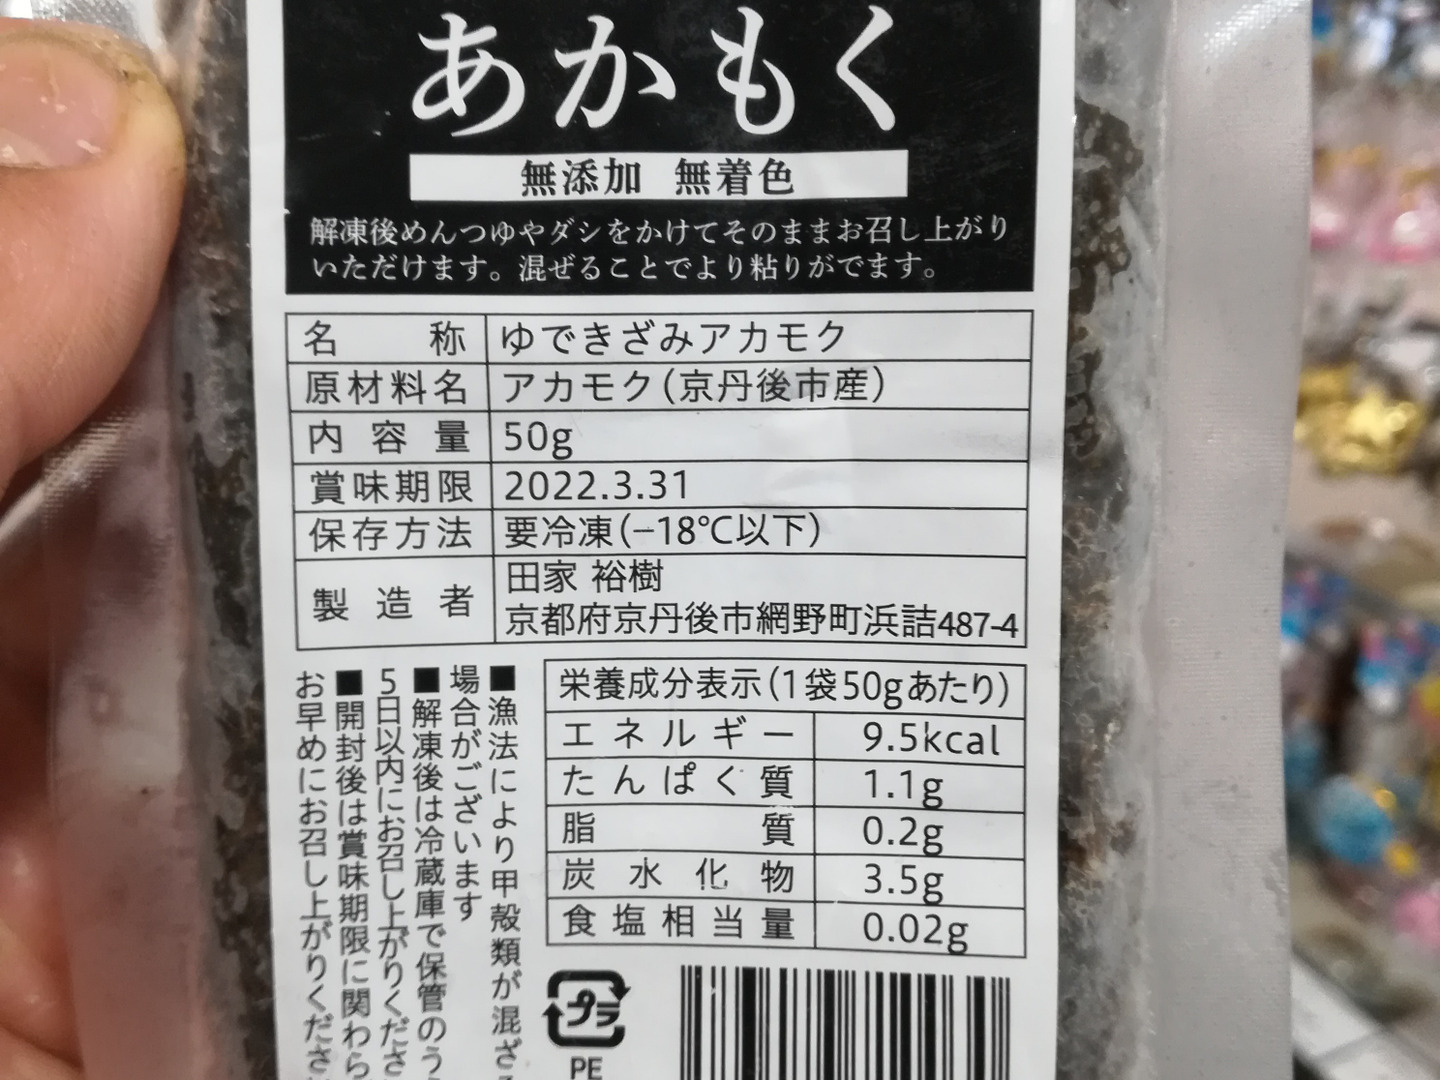 あかもく
無添加 無着色
解凍後めんつゆやダシをかけてそのままお召し上がり
いただけます。混ぜることでより粘りがでます。
名称 ゆできざみアカモク
原材料名 アカモク(京丹後市産)
内容量 50g
賞味期限 2022.3.31
保存方法 要冷凍(−18℃以下)
製造者 田家 裕樹
京都府京丹後市網野町浜詰487-4
■漁法により甲殻類が混ざ
場合がございます
■解凍後は冷蔵庫で保管のう
5日以内にお召し上がりくださ
■開封後は賞味期限に関わら
お早めにお召し上がりくださ
栄養成分表示(1袋50gあたり)
エネルギー 9.5kcal
たんぱく質 1.1g
脂質 0.2g
炭水化物 3.5g
食塩相当量 0.02g
プラ
PE